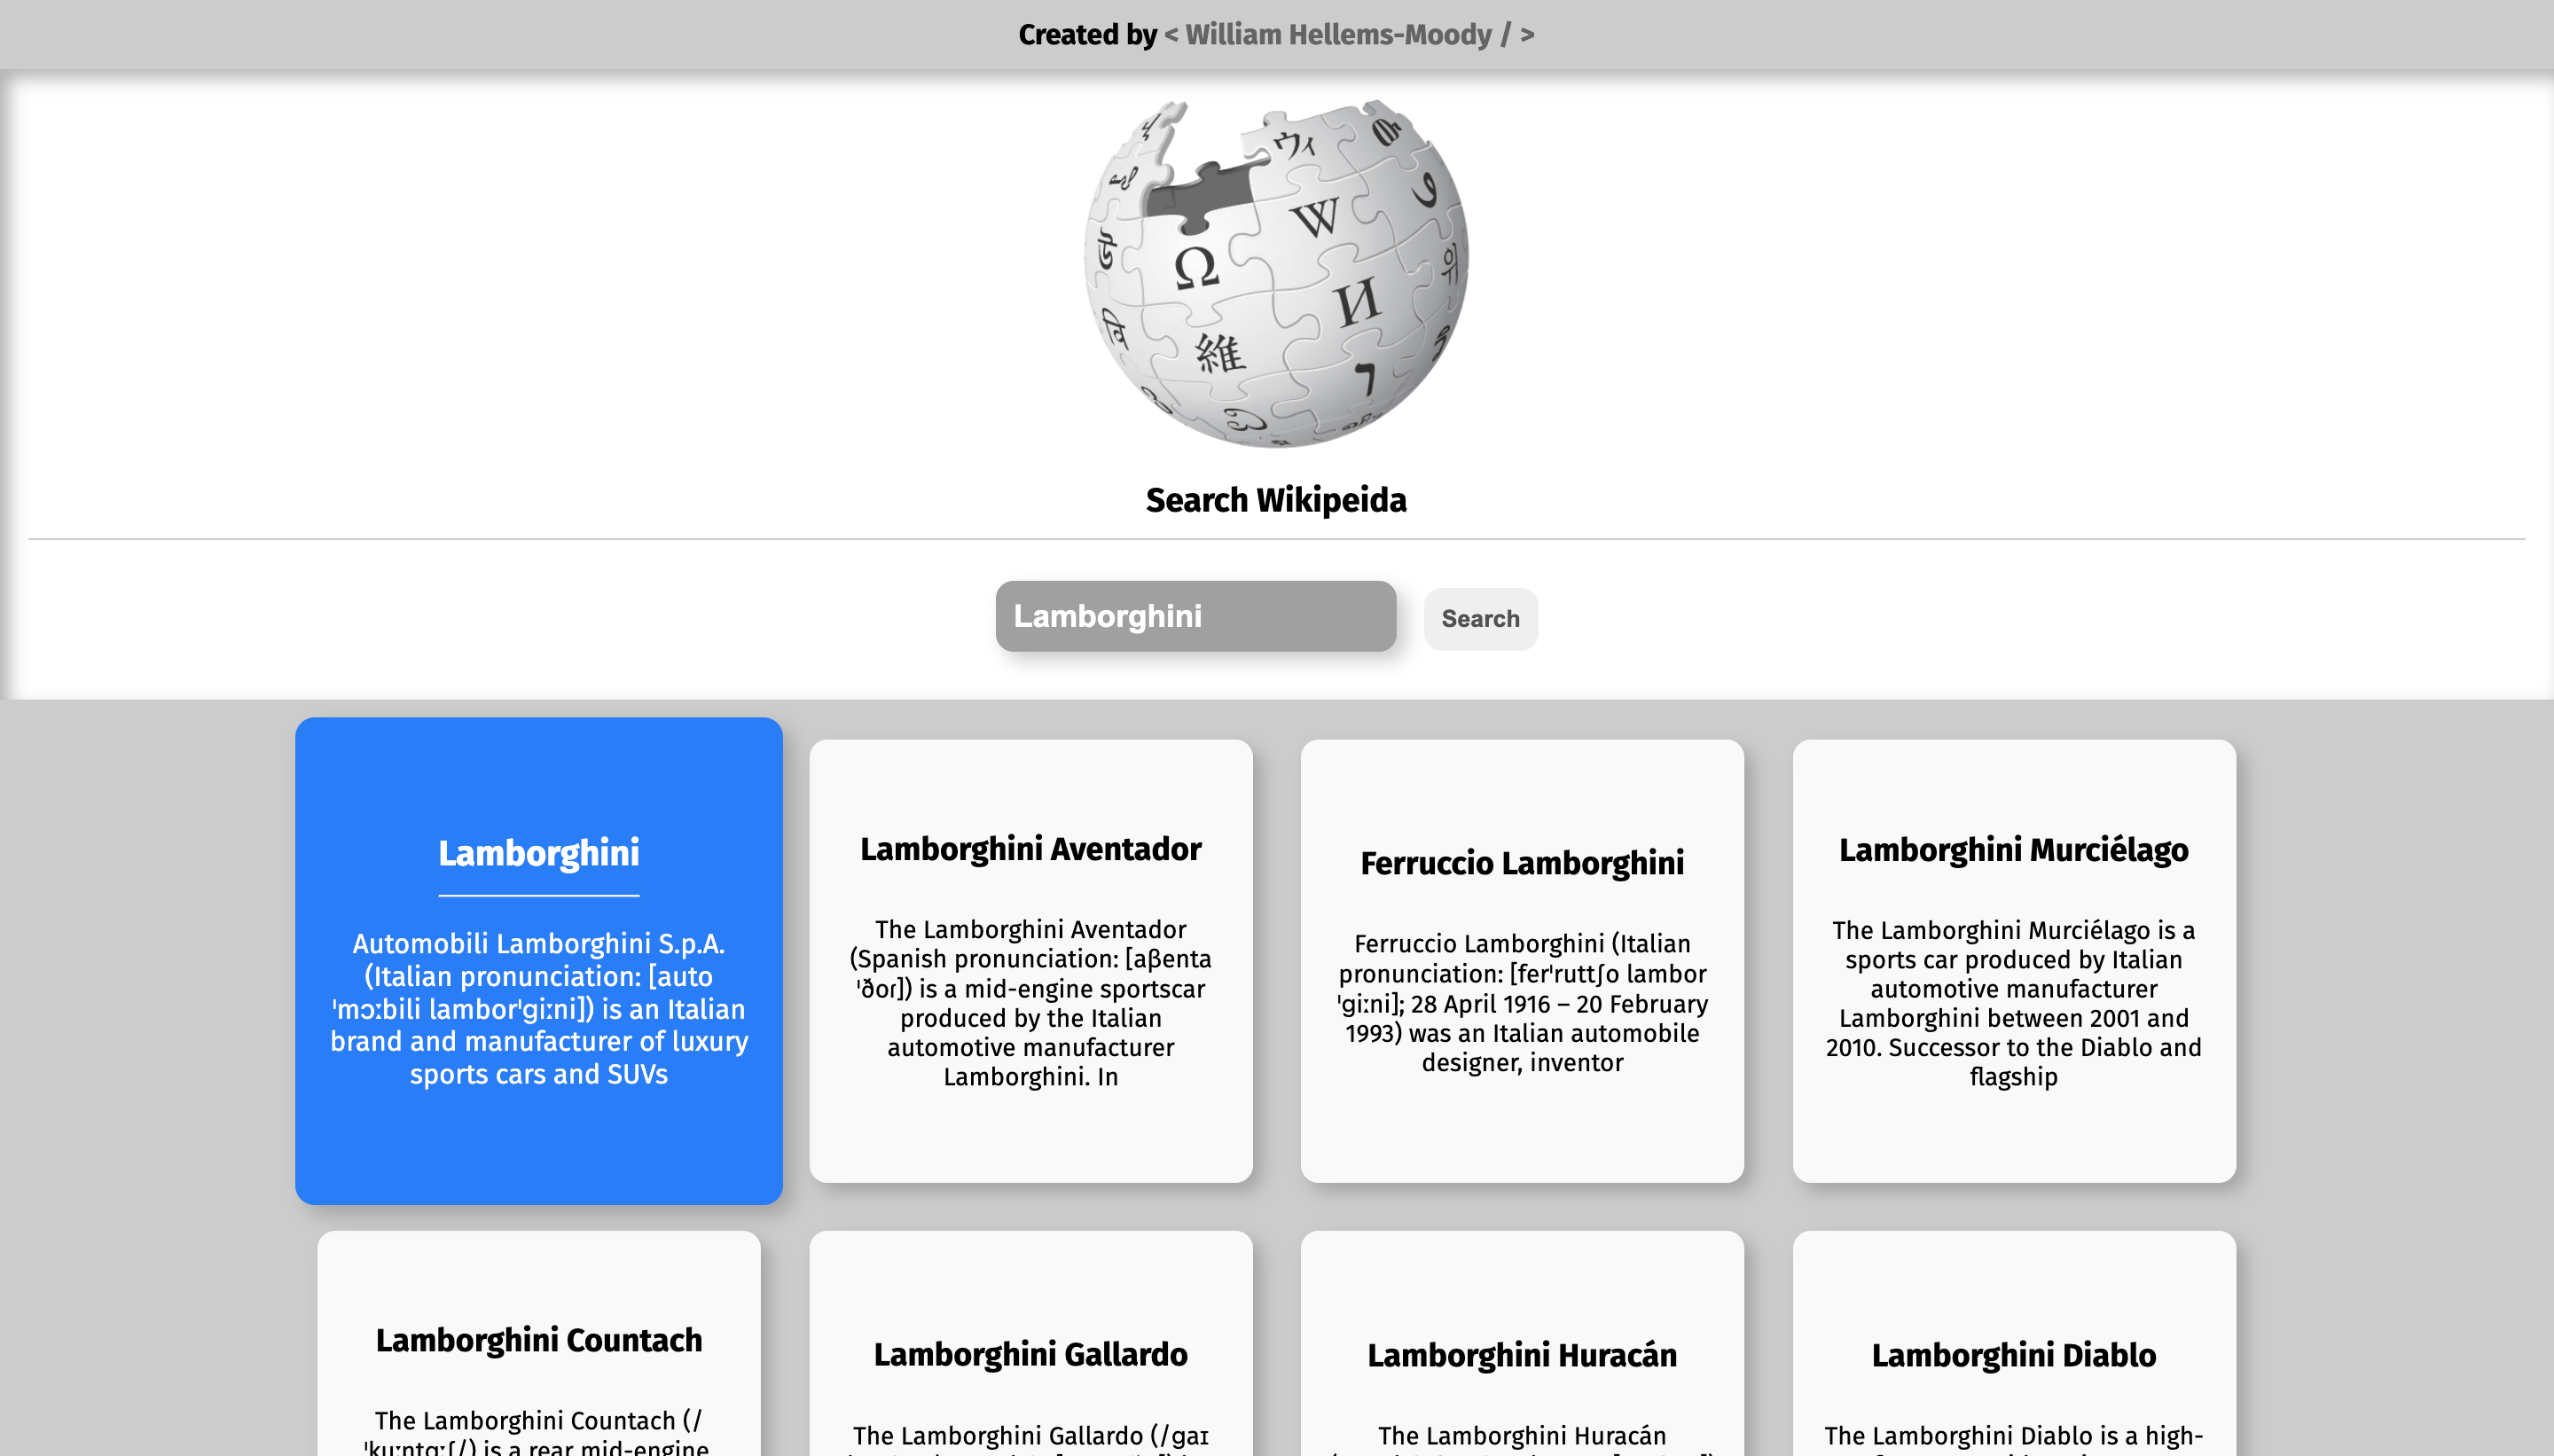 Created by < William Hellems-Moody / >
ウィ
W
Ω
И
維
ר
Search Wikipeida
Lamborghini
Search
Lamborghini
Automobili Lamborghini S.p.A.
(Italian pronunciation: [auto
ˈmɔːbili lamborˈɡiːni]) is an Italian
brand and manufacturer of luxury
sports cars and SUVs
Lamborghini Aventador
The Lamborghini Aventador
(Spanish pronunciation: [aβenta
ˈðoɾ]) is a mid-engine sportscar
produced by the Italian
automotive manufacturer
Lamborghini. In
Ferruccio Lamborghini
Ferruccio Lamborghini (Italian
pronunciation: [ferˈruttʃo lambor
ˈɡiːni]; 28 April 1916 – 20 February
1993) was an Italian automobile
designer, inventor
Lamborghini Murciélago
The Lamborghini Murciélago is a
sports car produced by Italian
automotive manufacturer
Lamborghini between 2001 and
2010. Successor to the Diablo and
flagship
Lamborghini Countach
The Lamborghini Countach (/
ˈkuːntɑːʃ/) is a rear mid-engine
Lamborghini Gallardo
The Lamborghini Gallardo (/ɡaɪ
Lamborghini Huracán
The Lamborghini Huracán
Lamborghini Diablo
The Lamborghini Diablo is a high-